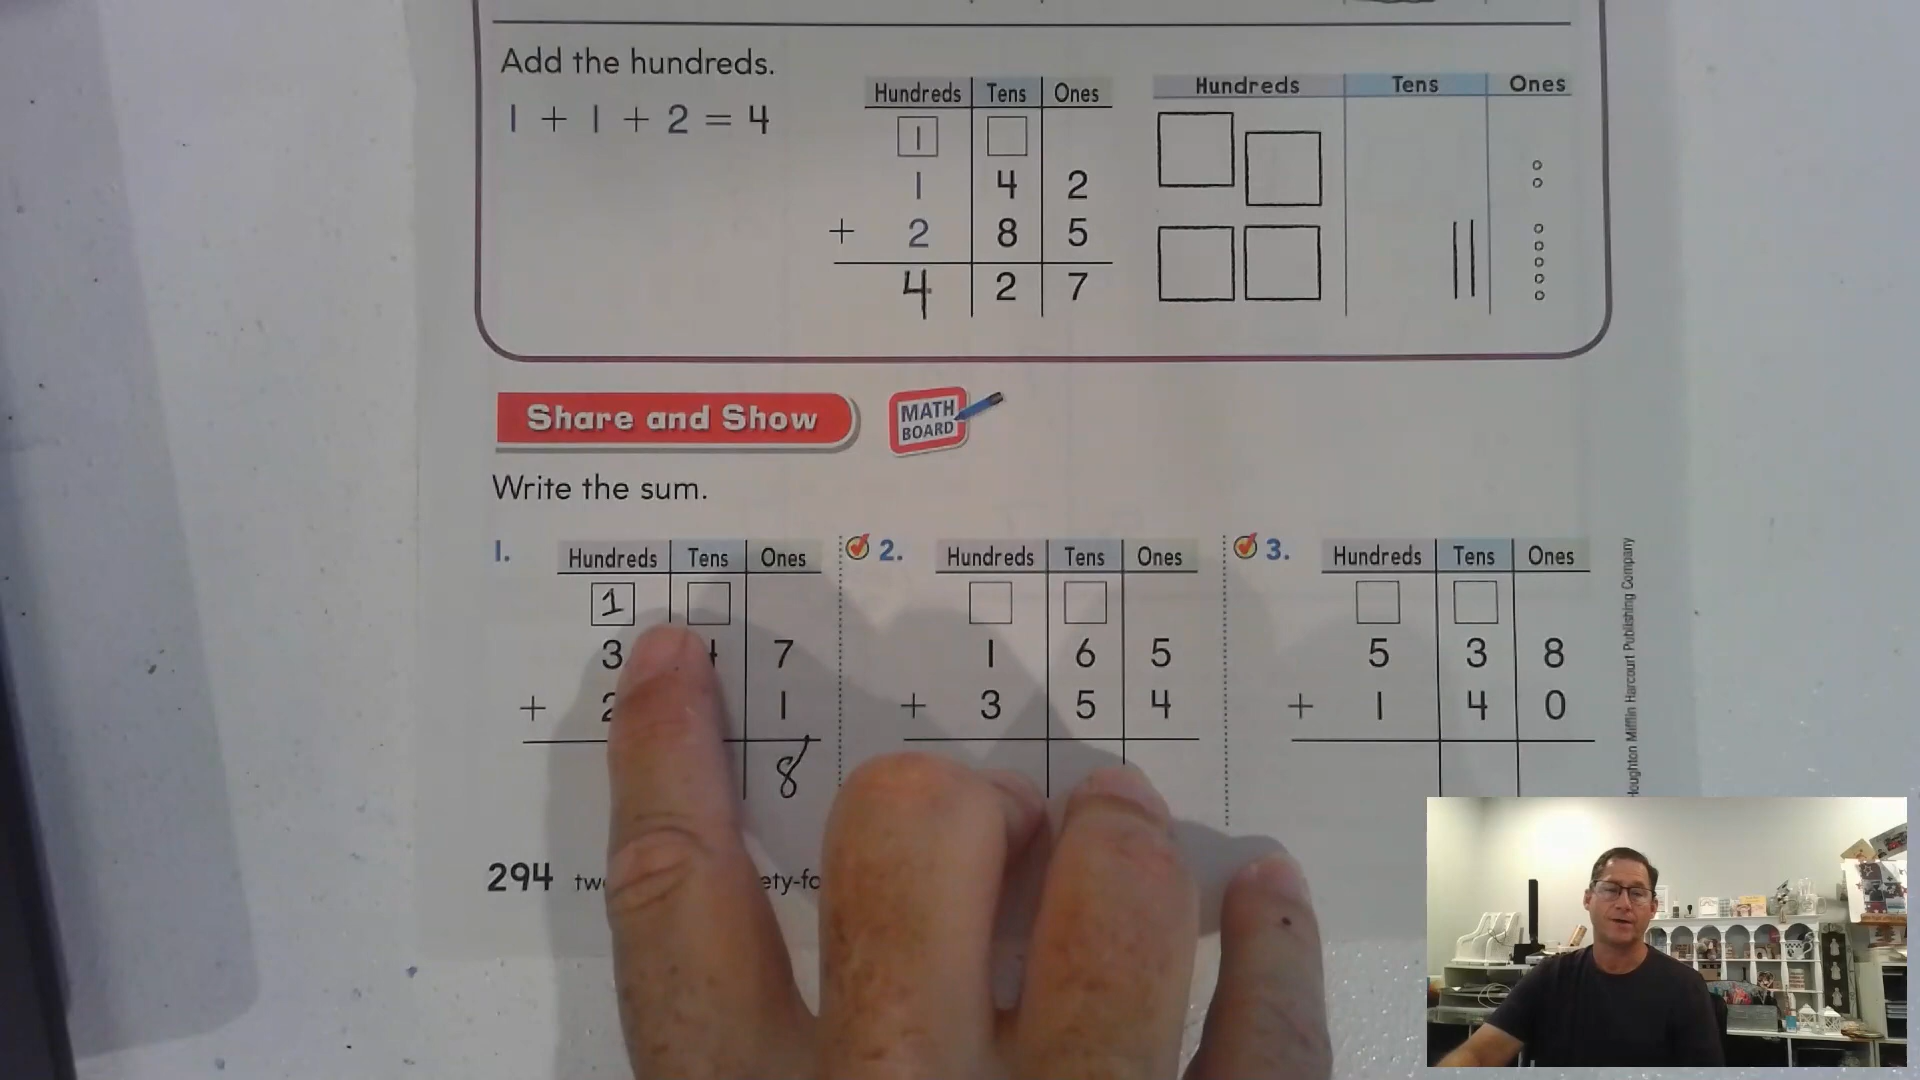 Add the hundreds.
1 + 1 + 2 = 4
Hundreds Tens Ones
1
1 4 2
+ 2 8 5
4 2 7
Hundreds Tens Ones
Share and Show
MATH
BOARD
Write the sum.
1.
Hundreds Tens Ones
1
3 7
+ 2 1
8
2.
Hundreds Tens Ones
1 6 5
+ 3 5 4
3.
Hundreds Tens Ones
5 3 8
+ 1 4 0
Houghton Mifflin Harcourt Publishing Company
294